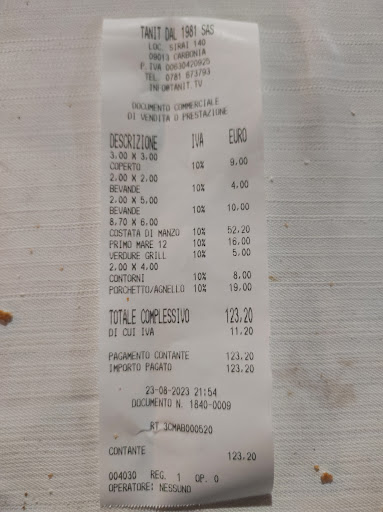 TANIT DAL 1981 SAS
LOC. SIRAI 140
09013 CARBONIA
P.IVA 00630420925
TEL. 0781 673793
INFO@TANIT.TV
DOCUMENTO COMMERCIALE
DI VENDITA O PRESTAZIONE
DESCRIZIONE IVA EURO
3,00 X 3,00
COPERTO 10% 9,00
2,00 X 2,00
BEVANDE 10% 4,00
2,00 X 5,00
BEVANDE 10% 10,00
8,70 X 6,00
COSTATA DI MANZO 10% 52,20
PRIMO MARE 12 10% 16,00
VERDURE GRILL 10% 5,00
2,00 X 4,00
CONTORNI 10% 8,00
PORCHETTO/AGNELLO 10% 19,00
TOTALE COMPLESSIVO 123,20
DI CUI IVA 11,20
PAGAMENTO CONTANTE 123,20
IMPORTO PAGATO 123,20
23-08-2023 21:54
DOCUMENTO N. 1840-0009
RT 3CMAB000520
CONTANTE 123,20
004030 REG. 1 OP. 0
OPERATORE: NESSUNO